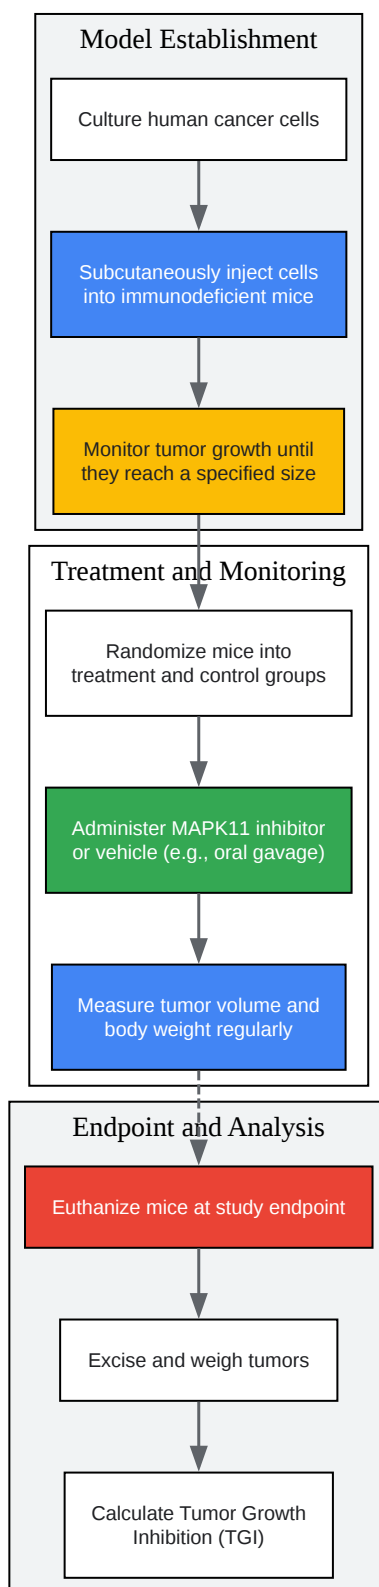 Model Establishment
Culture human cancer cells
Subcutaneously inject cells
into immunodeficient mice
Monitor tumor growth until
they reach a specified size
Treatment and Monitoring
Randomize mice into
treatment and control groups
Administer MAPK11 inhibitor
or vehicle (e.g., oral gavage)
Measure tumor volume and
body weight regularly
Endpoint and Analysis
Euthanize mice at study endpoint
Excise and weigh tumors
Calculate Tumor Growth
Inhibition (TGI)